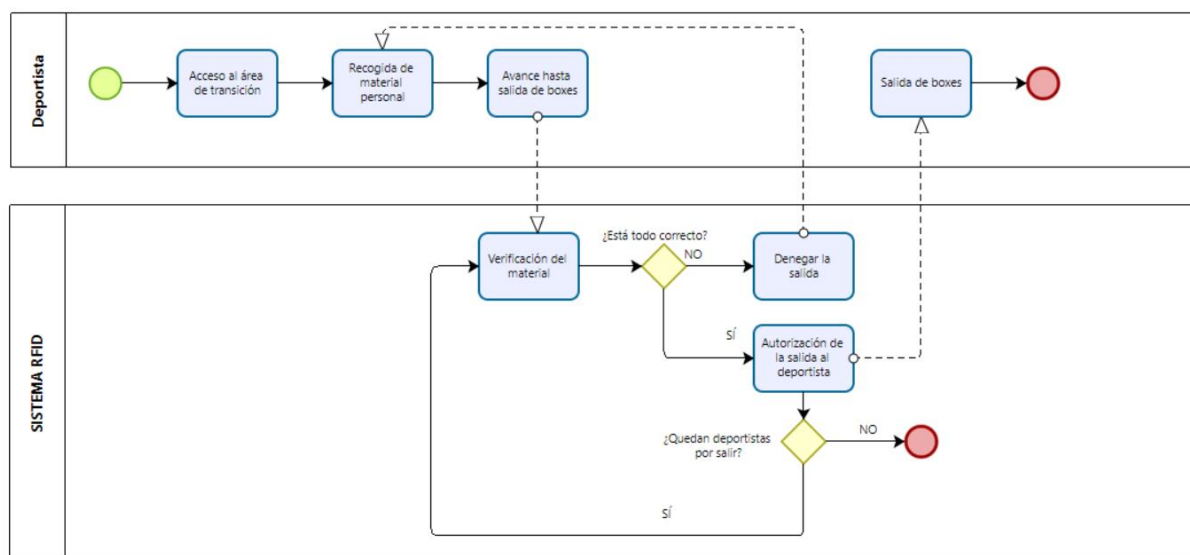 Deportista
Acceso al área
de transición
Recogida de
material
personal
Avance hasta
salida de boxes
Salida de boxes
SISTEMA RFID
Verificación del
material
¿Está todo correcto?
NO
Denegar la
salida
SÍ
Autorización de
la salida al
deportista
¿Quedan deportistas
por salir?
NO
SÍ